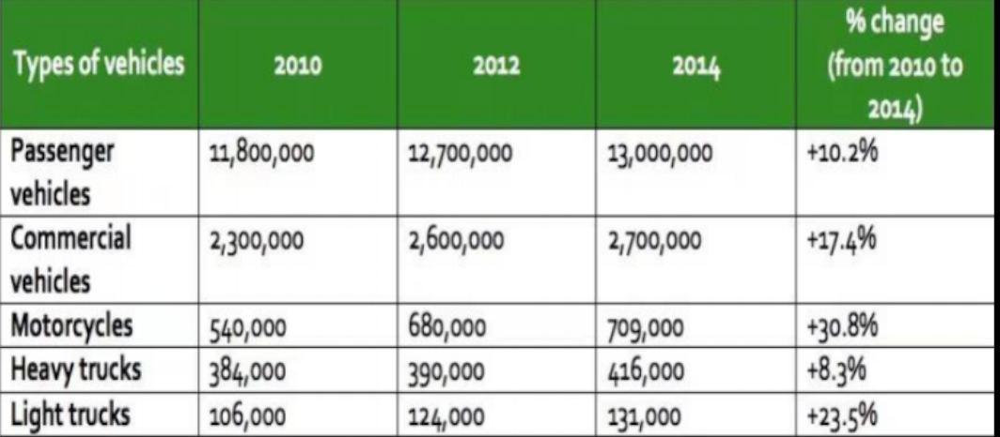 Types of vehicles 2010 2012 2014 % change (from 2010 to 2014)
Passenger vehicles 11,800,000 12,700,000 13,000,000 +10.2%
Commercial vehicles 2,300,000 2,600,000 2,700,000 +17.4%
Motorcycles 540,000 680,000 709,000 +30.8%
Heavy trucks 384,000 390,000 416,000 +8.3%
Light trucks 106,000 124,000 131,000 +23.5%